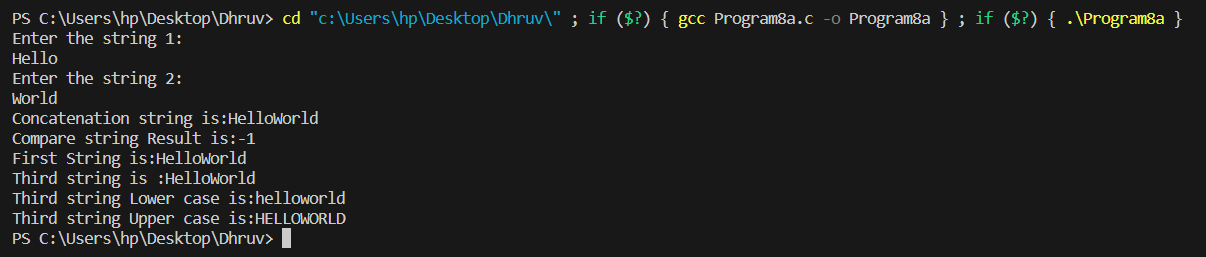 PS C:\Users\hp\Desktop\Dhruv> cd "c:\Users\hp\Desktop\Dhruv\" ; if ($?) { gcc Program8a.c -o Program8a } ; if ($?) { .\Program8a }
Enter the string 1:
Hello
Enter the string 2:
World
Concatenation string is:HelloWorld
Compare string Result is:-1
First String is:HelloWorld
Third string is :HelloWorld
Third string Lower case is:helloworld
Third string Upper case is:HELLOWORLD
PS C:\Users\hp\Desktop\Dhruv>